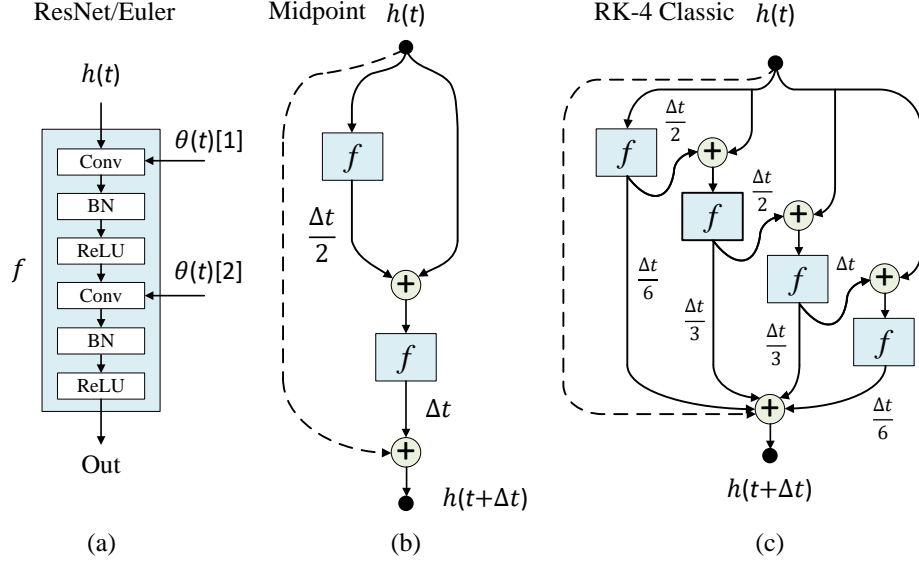 ResNet/Euler
h(t)
Conv
θ(t)[1]
BN
ReLU
f
Conv
θ(t)[2]
BN
ReLU
Out
(a)
Midpoint
h(t)
f
Δt/2
+
f
Δt
+
h(t+Δt)
(b)
RK-4 Classic
h(t)
f
Δt/2
+
f
Δt/2
+
f
Δt
+
f
Δt/6
Δt/3
Δt/3
Δt/6
+
h(t+Δt)
(c)